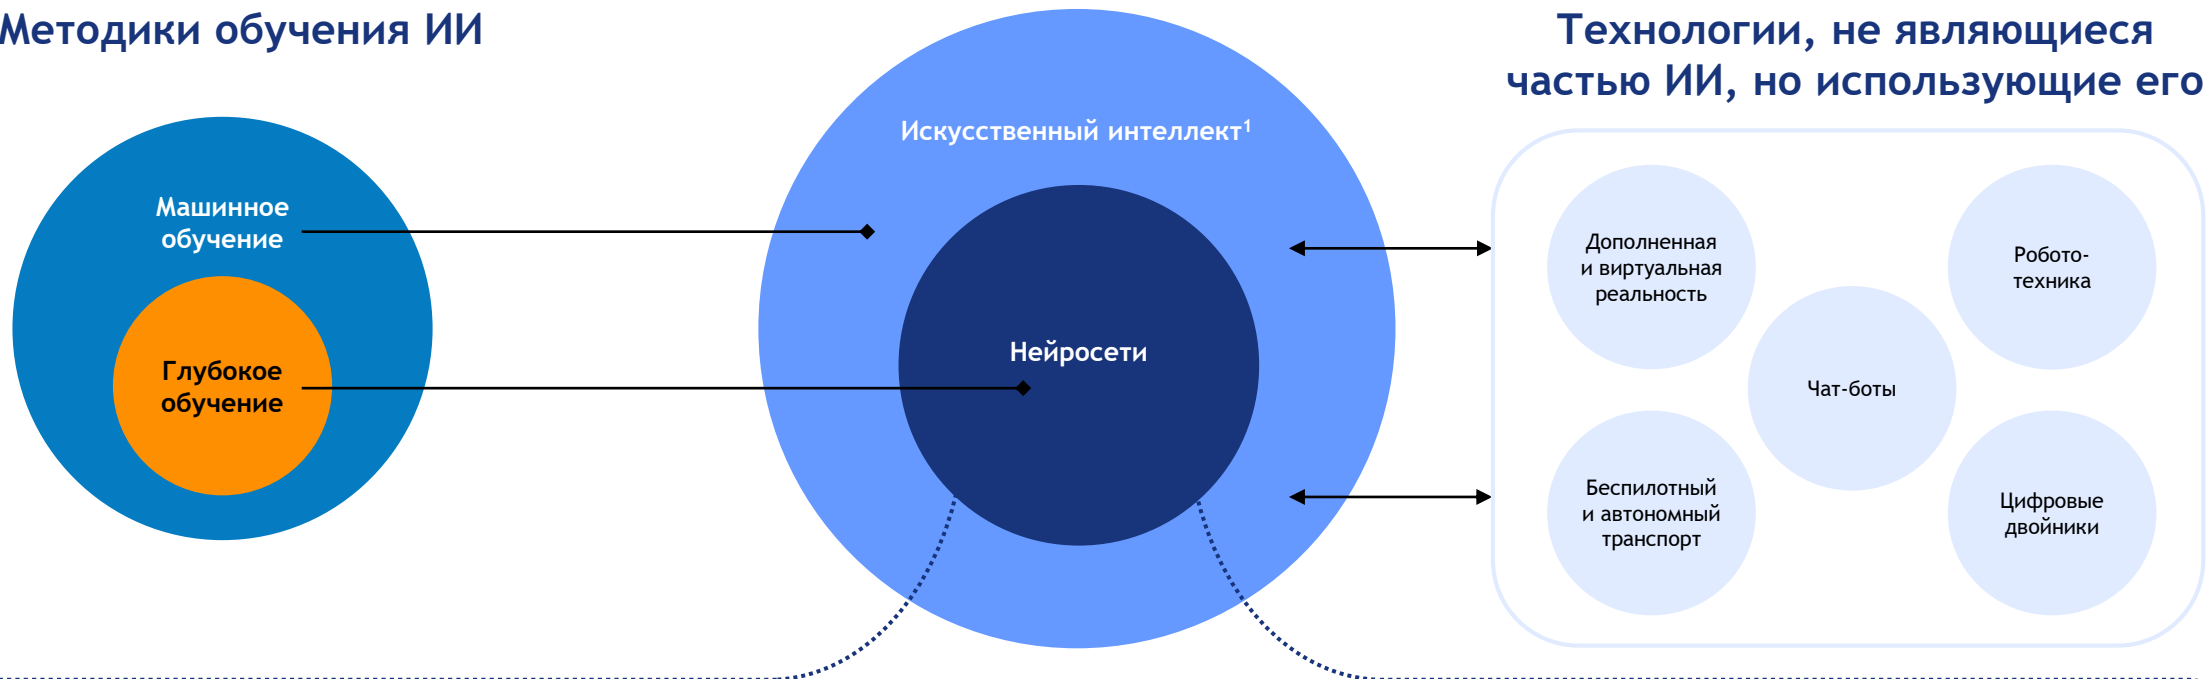 Методики обучения ИИ
Технологии, не являющиеся
частью ИИ, но использующие его
Машинное
обучение
Глубокое
обучение
Искусственный интеллект¹
Нейросети
Дополненная
и виртуальная
реальность
Робото-
техника
Чат-боты
Беспилотный
и автономный
транспорт
Цифровые
двойники